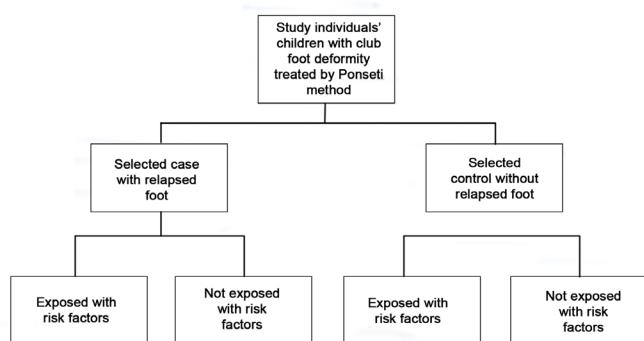 Study individuals’
children with club
foot deformity
treated by Ponseti
method
Selected case
with relapsed
foot
Selected
control without
relapsed foot
Exposed with
risk factors
Not exposed
with risk
factors
Exposed with
risk factors
Not exposed
with risk
factors